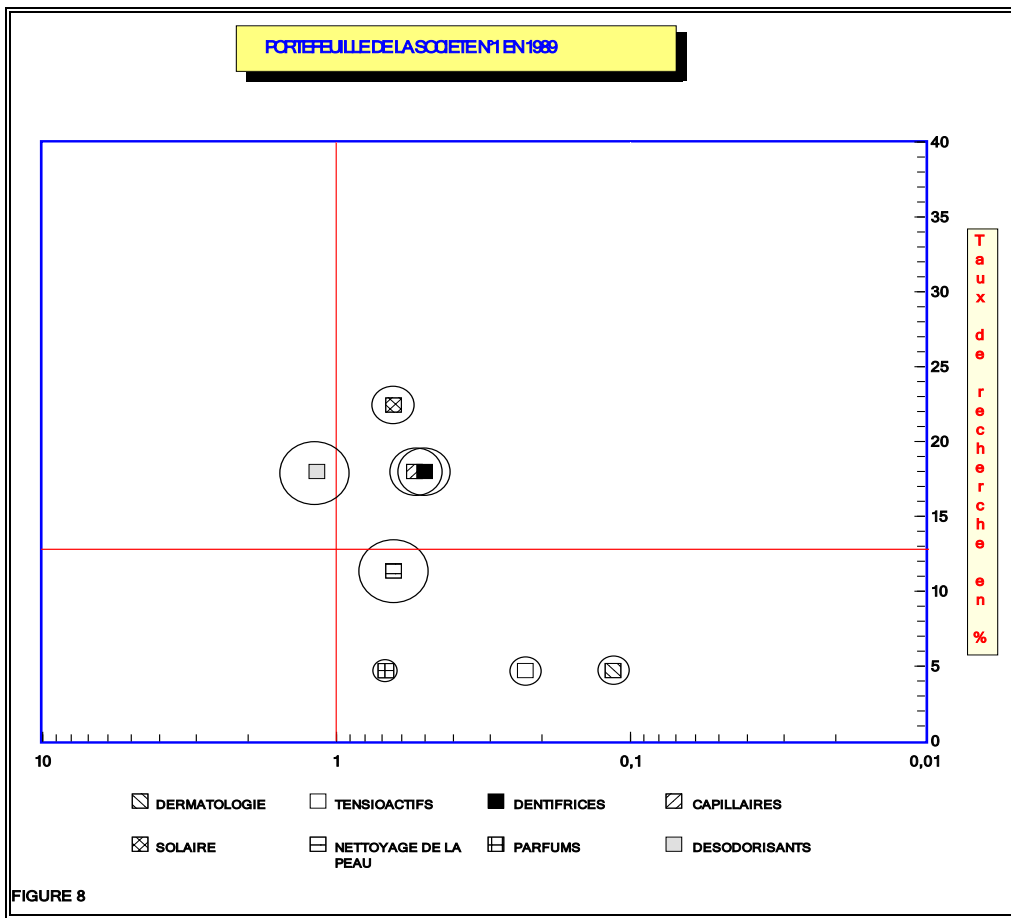 PORTEFEUILLE DE LA SOCIETE N°1 EN 1989
40
35
30
25
20
15
10
5
0
Taux de recherche en %
10
1
0,1
0,01
DERMATOLOGIE
TENSIOACTIFS
DENTIFRICES
CAPILLAIRES
SOLAIRE
NETTOYAGE DE LA
PEAU
PARFUMS
DESODORISANTS
FIGURE 8